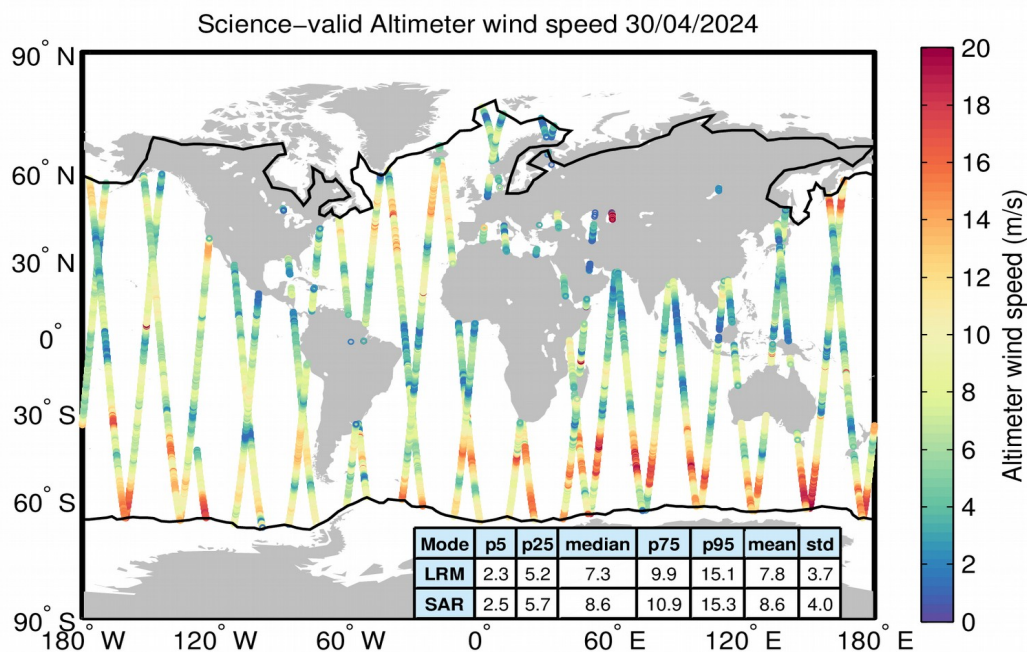 Science−valid Altimeter wind speed 30/04/2024
90° N
60° N
30° N
0°
30° S
60° S
90° S
180° W
120° W
60° W
0°
60° E
120° E
180° E
Mode p5 p25 median p75 p95 mean std
LRM 2.3 5.2 7.3 9.9 15.1 7.8 3.7
SAR 2.5 5.7 8.6 10.9 15.3 8.6 4.0
20
18
16
14
12
10
8
6
4
2
0
Altimeter wind speed (m/s)